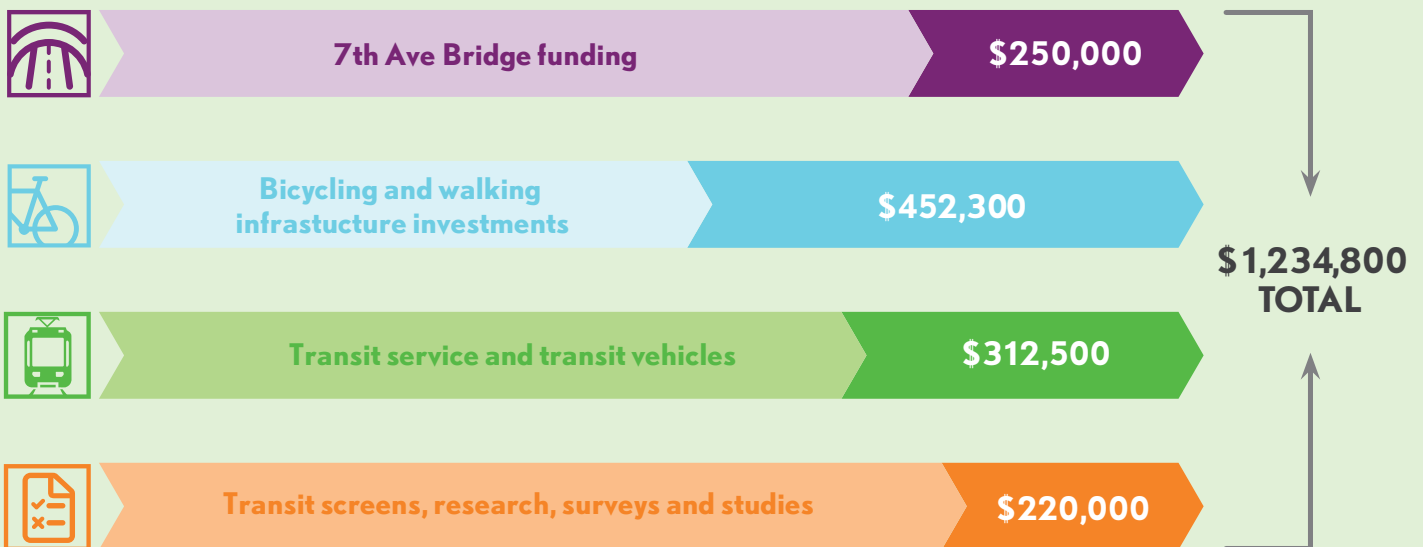 7th Ave Bridge funding
$250,000
Bicycling and walking
infrastucture investments
$452,300
$1,234,800
TOTAL
Transit service and transit vehicles
$312,500
Transit screens, research, surveys and studies
$220,000